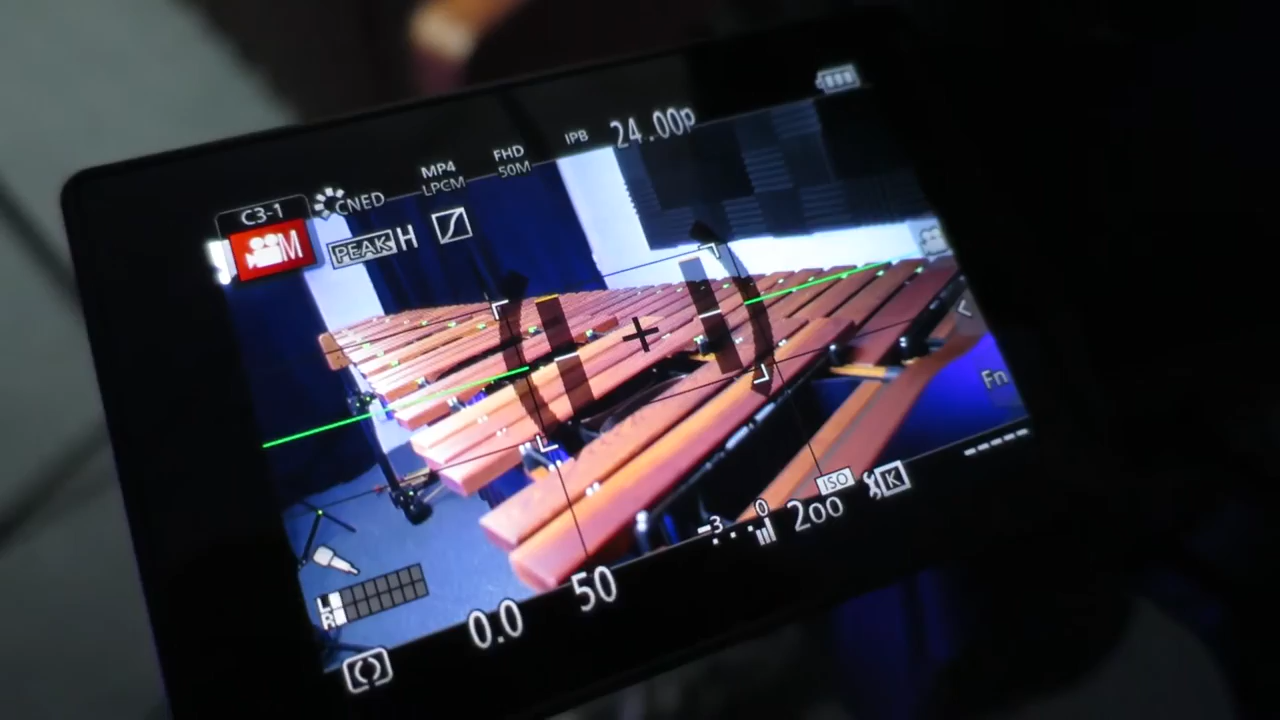 C3-1
M
CNED
MP4
LPCM
FHD
50M
IPB
24.00p
PEAK H
Fn
L
R
0.0
50
-3
0
ISO
200
K